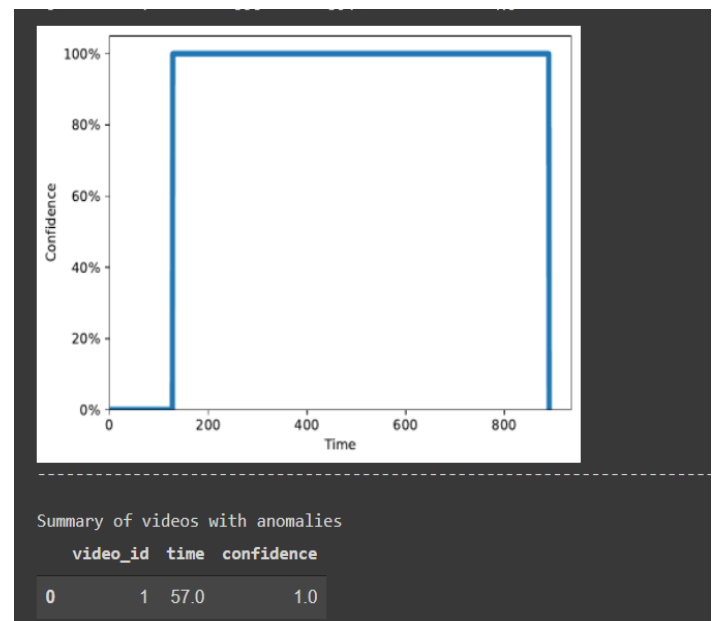 100%
80%
60%
40%
20%
0%
Confidence
0 200 400 600 800
Time
Summary of videos with anomalies
video_id time confidence
0 1 57.0 1.0